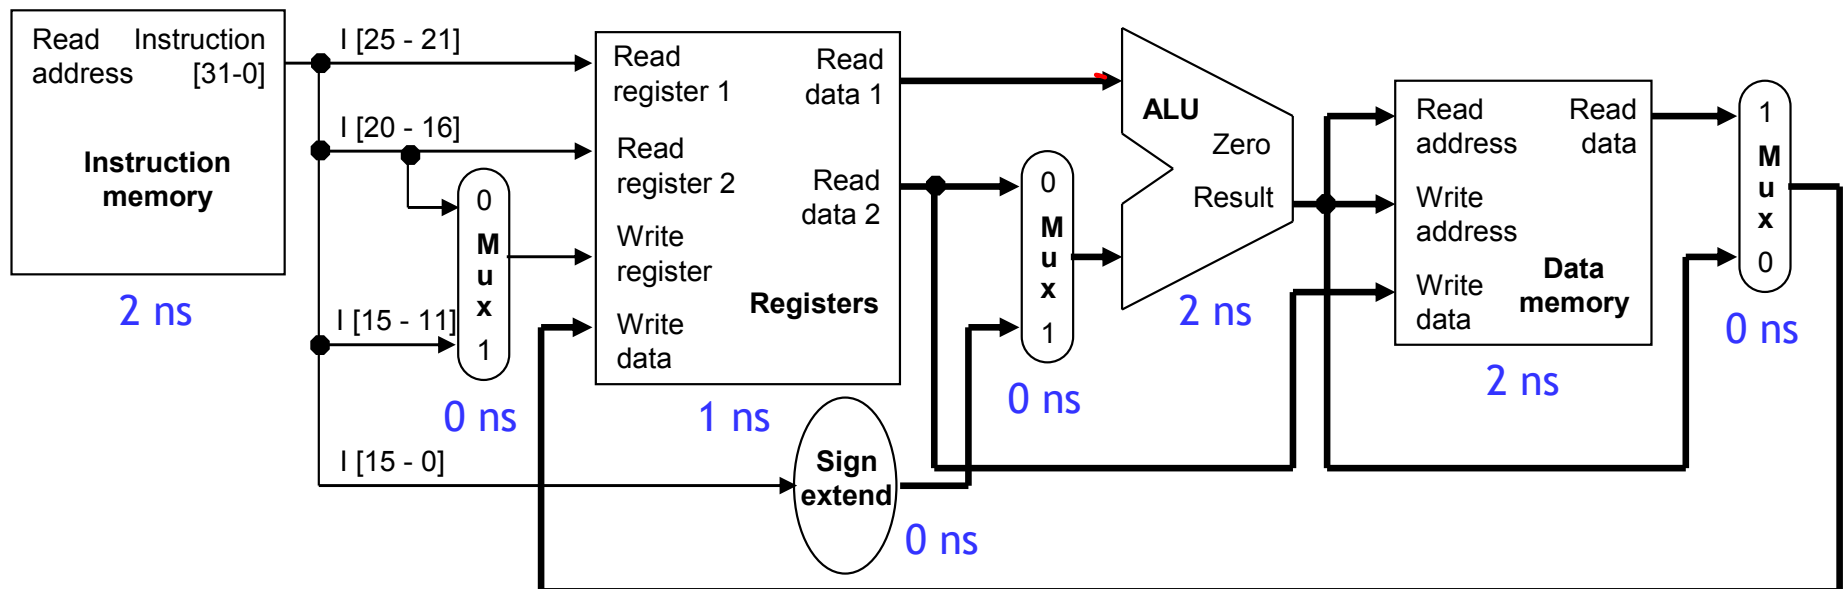 Read Instruction
address [31-0]
Instruction
memory
2 ns
I [25 - 21]
I [20 - 16]
I [15 - 11]
I [15 - 0]
0
M
u
x
1
0 ns
Read
register 1
Read
data 1
Read
register 2
Read
data 2
Write
register
Write
data
Registers
1 ns
Sign
extend
0 ns
0
M
u
x
1
0 ns
ALU
Zero
Result
2 ns
Read
address
Read
data
Write
address
Write
data
Data
memory
2 ns
1
M
u
x
0
0 ns